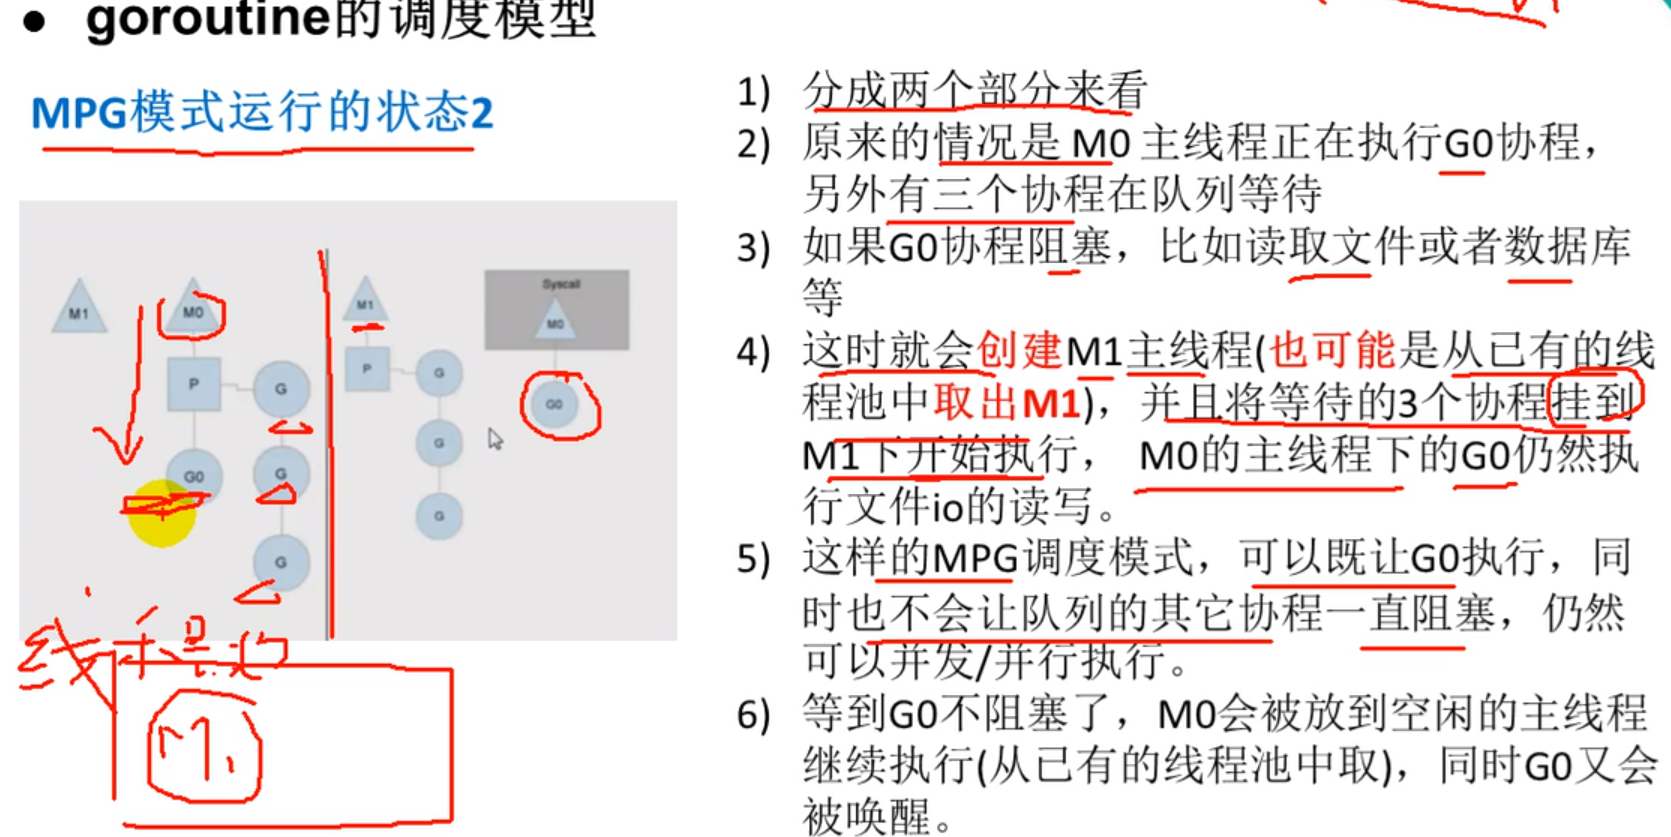 ● goroutine的调度模型
MPG模式运行的状态2
M1
M0
P
G
G0
G
G
M1
P
G
G
G
Syscall
M0
G0
线
M1
1) 分成两个部分来看
2) 原来的情况是 M0 主线程正在执行G0协程，
另外有三个协程在队列等待
3) 如果G0协程阻塞，比如读取文件或者数据库
等
4) 这时就会创建M1主线程(也可能是从已有的线
程池中取出M1)，并且将等待的3个协程挂到
M1下开始执行， M0的主线程下的G0仍然执
行文件io的读写。
5) 这样的MPG调度模式，可以既让G0执行，同
时也不会让队列的其它协程一直阻塞，仍然
可以并发/并行执行。
6) 等到G0不阻塞了，M0会被放到空闲的主线程
继续执行(从已有的线程池中取)，同时G0又会
被唤醒。